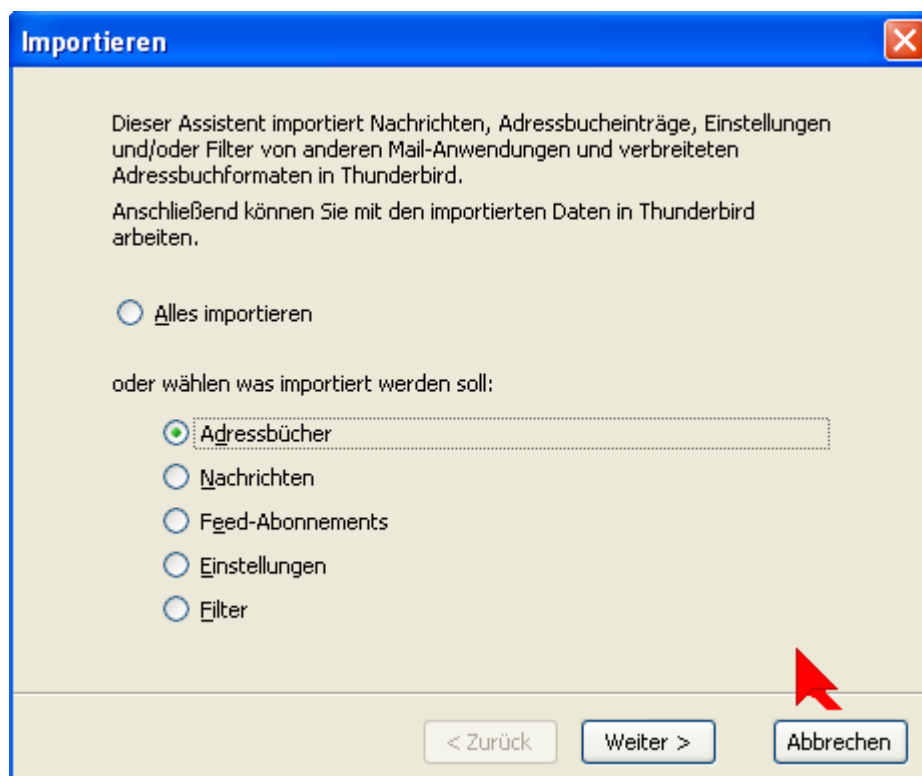 Importieren
Dieser Assistent importiert Nachrichten, Adressbucheinträge, Einstellungen
und/oder Filter von anderen Mail-Anwendungen und verbreiteten
Adressbuchformaten in Thunderbird.
Anschließend können Sie mit den importierten Daten in Thunderbird
arbeiten.
Alles importieren
oder wählen was importiert werden soll:
Adressbücher
Nachrichten
Feed-Abonnements
Einstellungen
Filter
< Zurück Weiter > Abbrechen